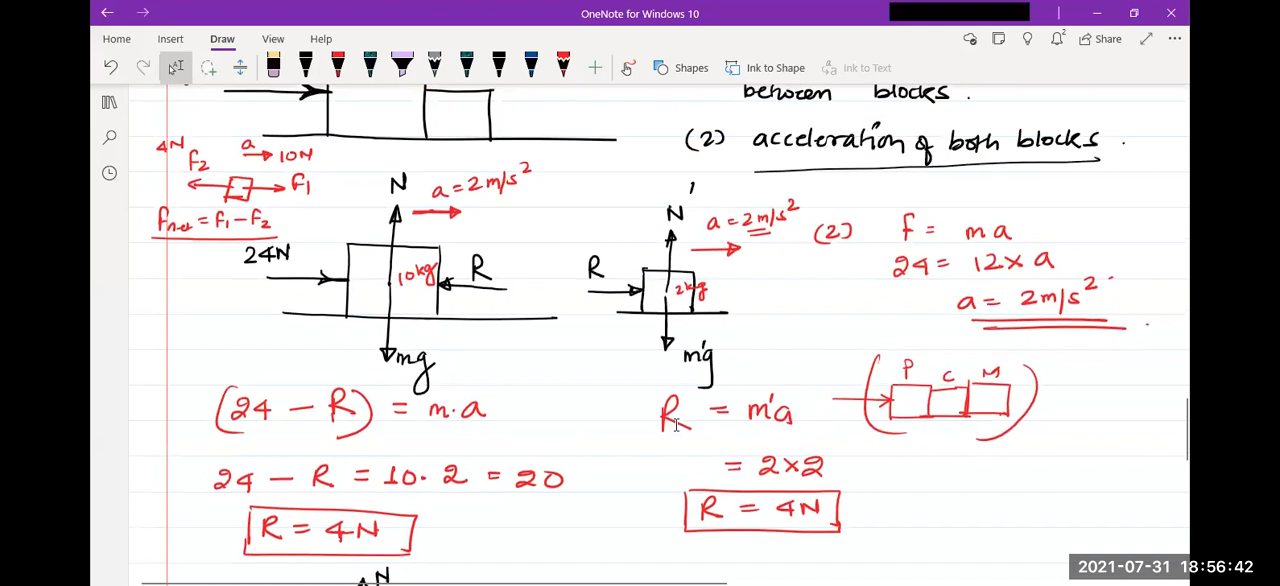 OneNote for Windows 10
Home Insert Draw View Help
Share
Shapes
Ink to Shape
Ink to Text
between blocks.
(2) acceleration of both blocks.
4N
F2
a
10N
F1
Fnet = F1 - F2
N
a = 2 m/s²
24N
10kg
R
mg
N
a = 2 m/s²
R
2kg
m'g
(2) F = ma
24 = 12 × a
a = 2 m/s²
P C M
(24 - R) = m.a
24 - R = 10. 2 = 20
R = 4N
R = m'a
= 2×2
R = 4N
N
2021-07-31 18:56:42